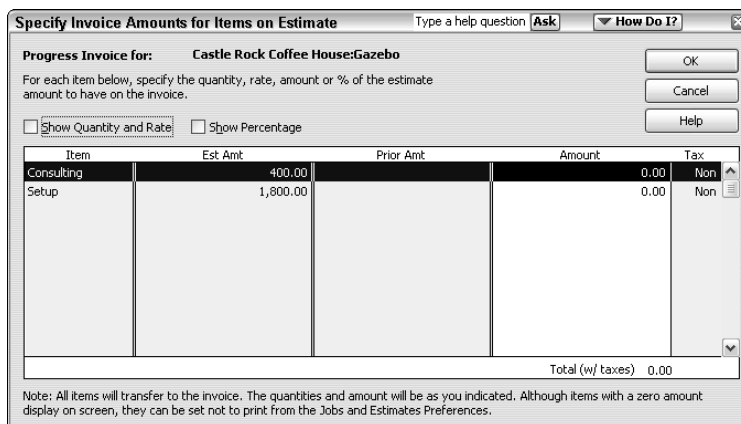 Specify Invoice Amounts for Items on Estimate Type a help question Ask How Do I?
Progress Invoice for: Castle Rock Coffee House:Gazebo
OK
For each item below, specify the quantity, rate, amount or % of the estimate
amount to have on the invoice.
Cancel
Show Quantity and Rate Show Percentage
Help
Item Est Amt Prior Amt Amount Tax
Consulting 400.00 0.00 Non
Setup 1,800.00 0.00 Non
Total (w/ taxes) 0.00
Note: All items will transfer to the invoice. The quantities and amount will be as you indicated. Although items with a zero amount
display on screen, they can be set not to print from the Jobs and Estimates Preferences.